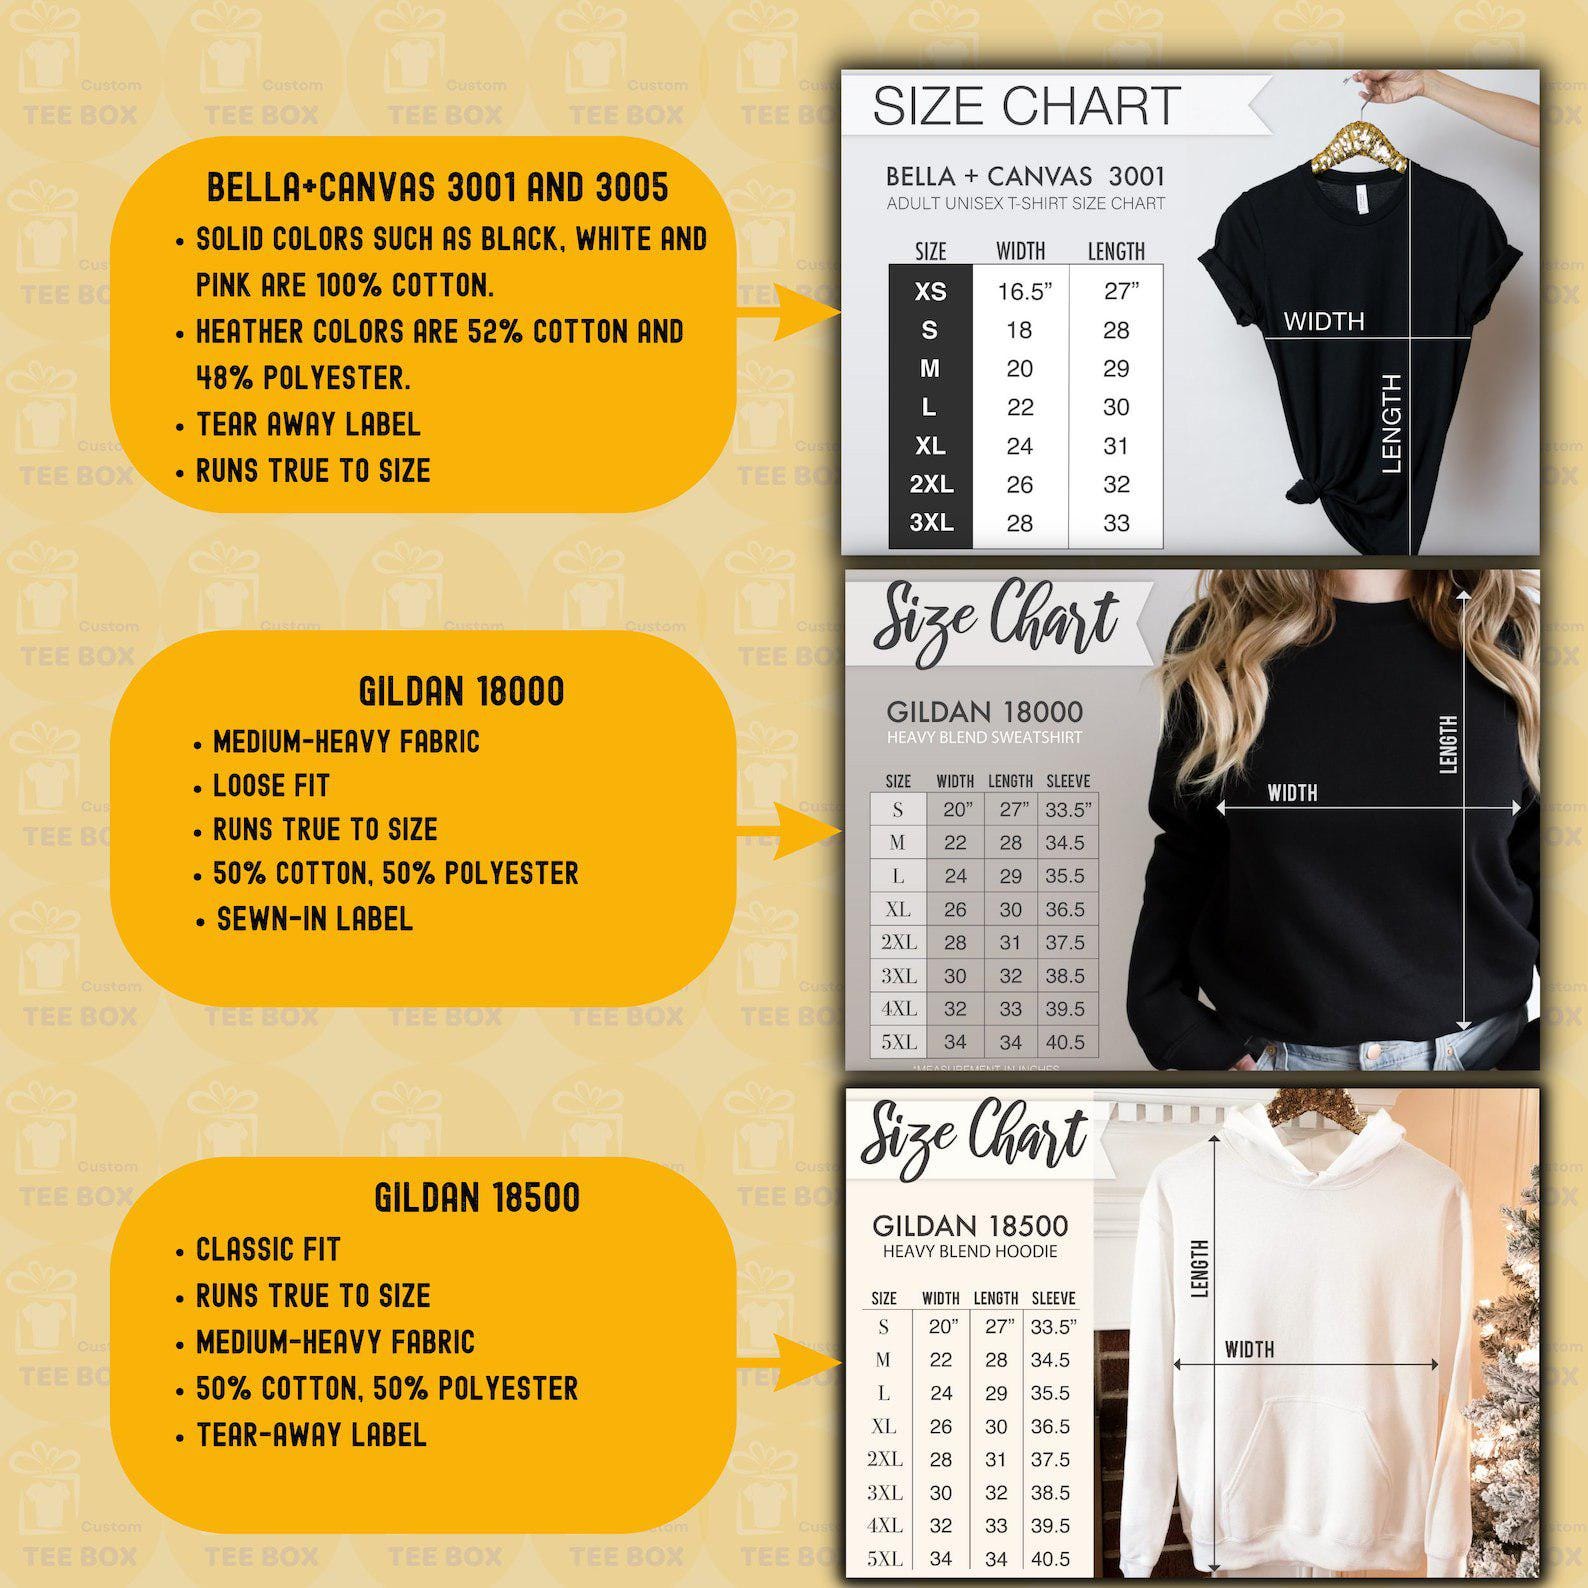 BELLA+CANVAS 3001 AND 3005
• SOLID COLORS SUCH AS BLACK, WHITE AND
PINK ARE 100% COTTON.
• HEATHER COLORS ARE 52% COTTON AND
48% POLYESTER.
• TEAR AWAY LABEL
• RUNS TRUE TO SIZE
SIZE CHART
BELLA + CANVAS 3001
ADULT UNISEX T-SHIRT SIZE CHART
SIZE WIDTH LENGTH
XS 16.5” 27”
S 18 28
M 20 29
L 22 30
XL 24 31
2XL 26 32
3XL 28 33
WIDTH
LENGTH
GILDAN 18000
• MEDIUM-HEAVY FABRIC
• LOOSE FIT
• RUNS TRUE TO SIZE
• 50% COTTON, 50% POLYESTER
• SEWN-IN LABEL
Size Chart
GILDAN 18000
HEAVY BLEND SWEATSHIRT
SIZE WIDTH LENGTH SLEEVE
S 20” 27” 33.5”
M 22 28 34.5
L 24 29 35.5
XL 26 30 36.5
2XL 28 31 37.5
3XL 30 32 38.5
4XL 32 33 39.5
5XL 34 34 40.5
*MEASUREMENT IN INCHES
WIDTH
LENGTH
GILDAN 18500
• CLASSIC FIT
• RUNS TRUE TO SIZE
• MEDIUM-HEAVY FABRIC
• 50% COTTON, 50% POLYESTER
• TEAR-AWAY LABEL
Size Chart
GILDAN 18500
HEAVY BLEND HOODIE
SIZE WIDTH LENGTH SLEEVE
S 20” 27” 33.5”
M 22 28 34.5
L 24 29 35.5
XL 26 30 36.5
2XL 28 31 37.5
3XL 30 32 38.5
4XL 32 33 39.5
5XL 34 34 40.5
LENGTH
WIDTH
Custom
TEE BOX